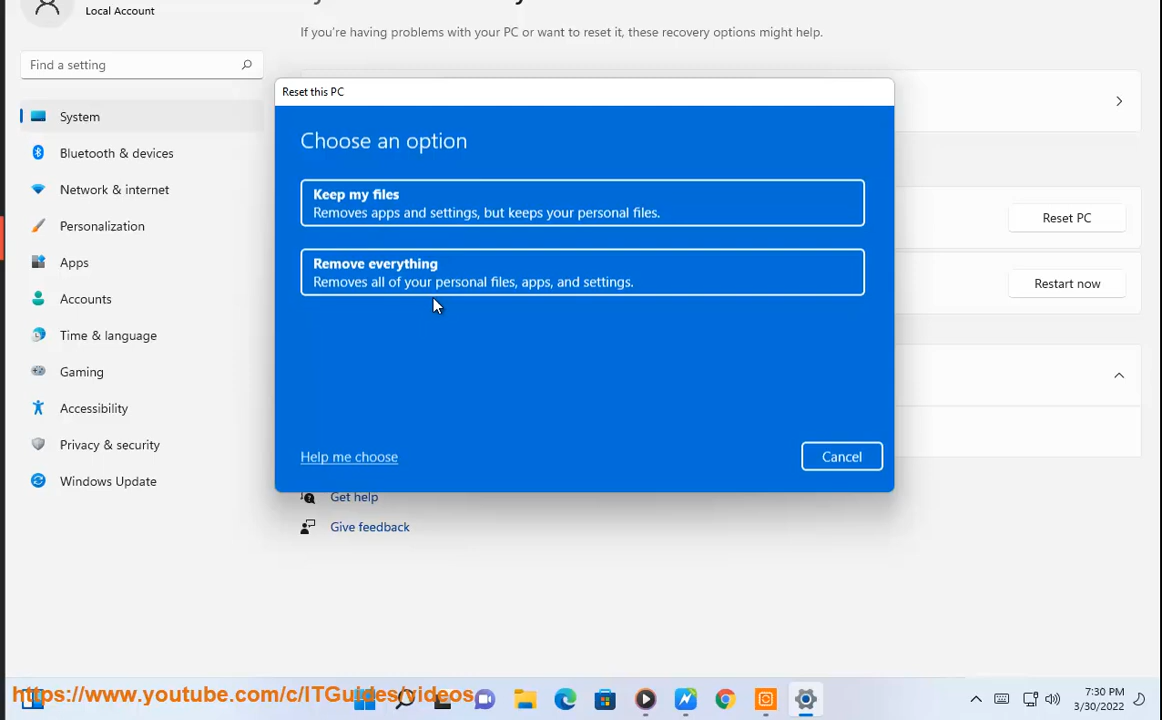 Local Account
If you're having problems with your PC or want to reset it, these recovery options might help.
Find a setting
Reset this PC
System
Choose an option
Bluetooth & devices
Keep my files
Removes apps and settings, but keeps your personal files.
Network & internet
Reset PC
Personalization
Remove everything
Removes all of your personal files, apps, and settings.
Apps
Restart now
Accounts
Time & language
Gaming
Accessibility
Privacy & security
Help me choose
Cancel
Windows Update
Get help
Give feedback
https://www.youtube.com/c/ITGuides/videos
7:30 PM
3/30/2022